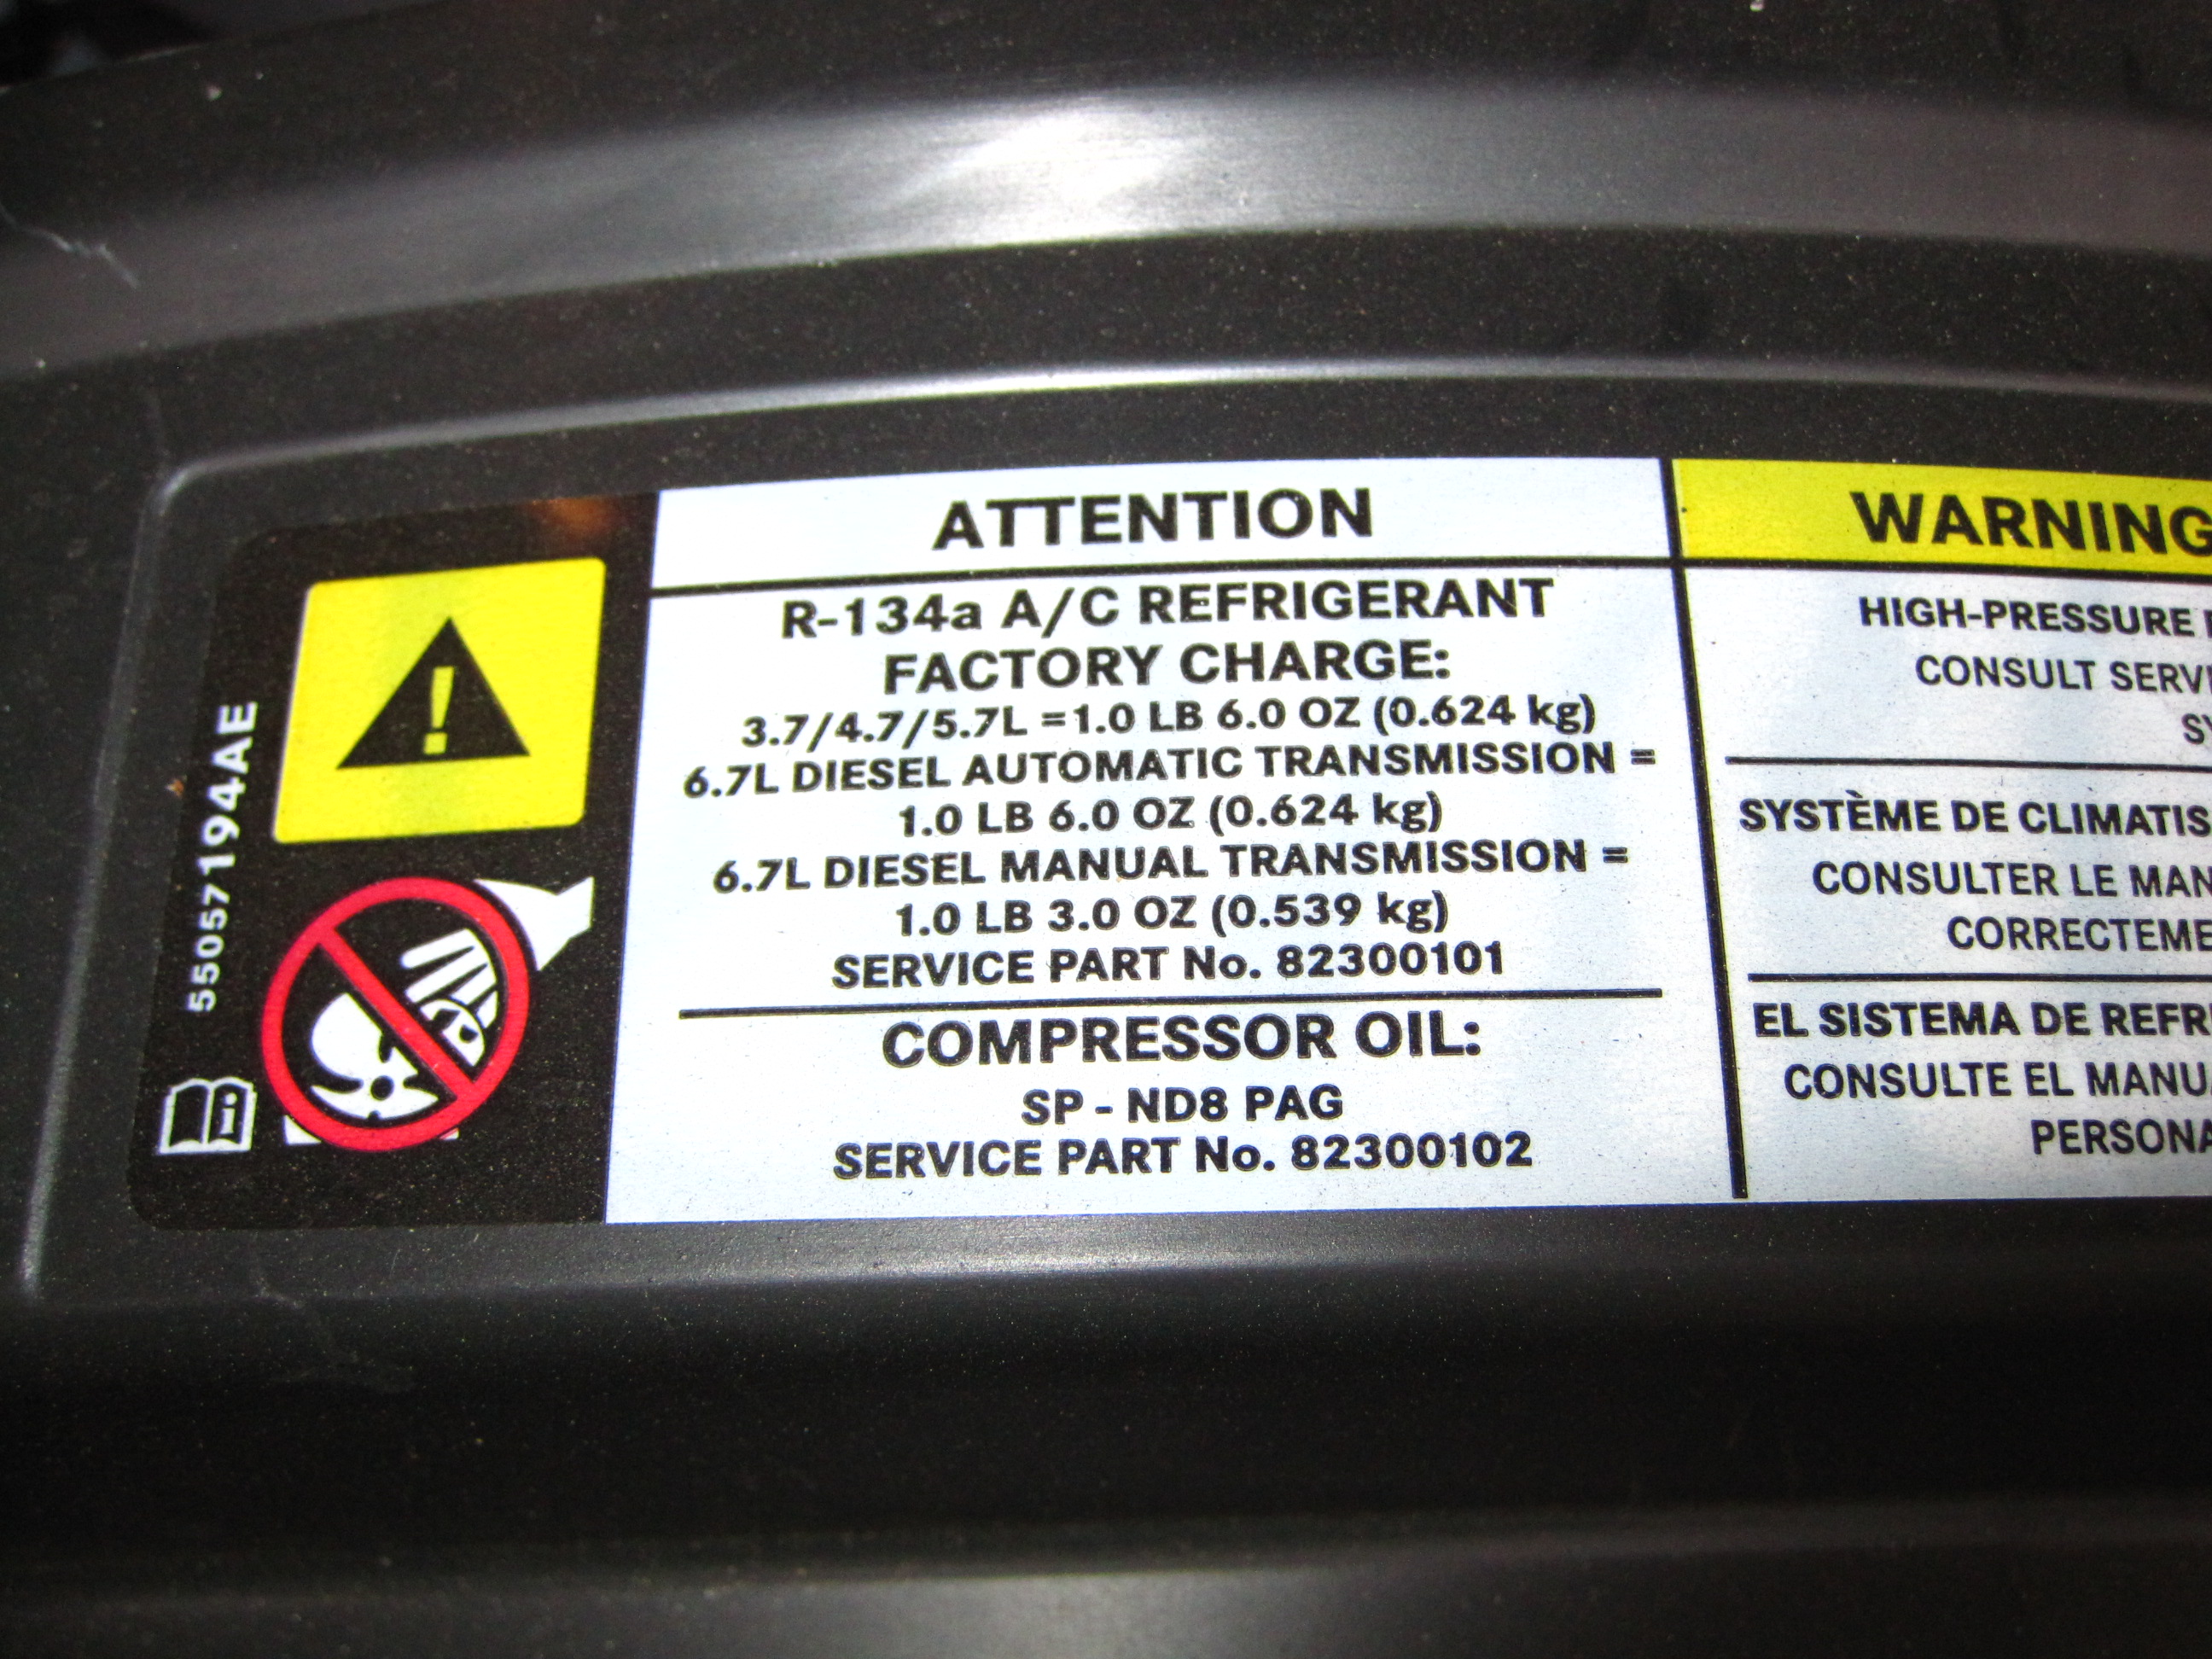 55057194AE
ATTENTION
R-134a A/C REFRIGERANT
FACTORY CHARGE:
3.7/4.7/5.7L =1.0 LB 6.0 OZ (0.624 kg)
6.7L DIESEL AUTOMATIC TRANSMISSION =
1.0 LB 6.0 OZ (0.624 kg)
6.7L DIESEL MANUAL TRANSMISSION =
1.0 LB 3.0 OZ (0.539 kg)
SERVICE PART No. 82300101
COMPRESSOR OIL:
SP - ND8 PAG
SERVICE PART No. 82300102
WARNING
HIGH-PRESSURE
CONSULT
SYSTÈME DE
CONSULTER LE
EL SISTEMA DE
CONSULTE EL